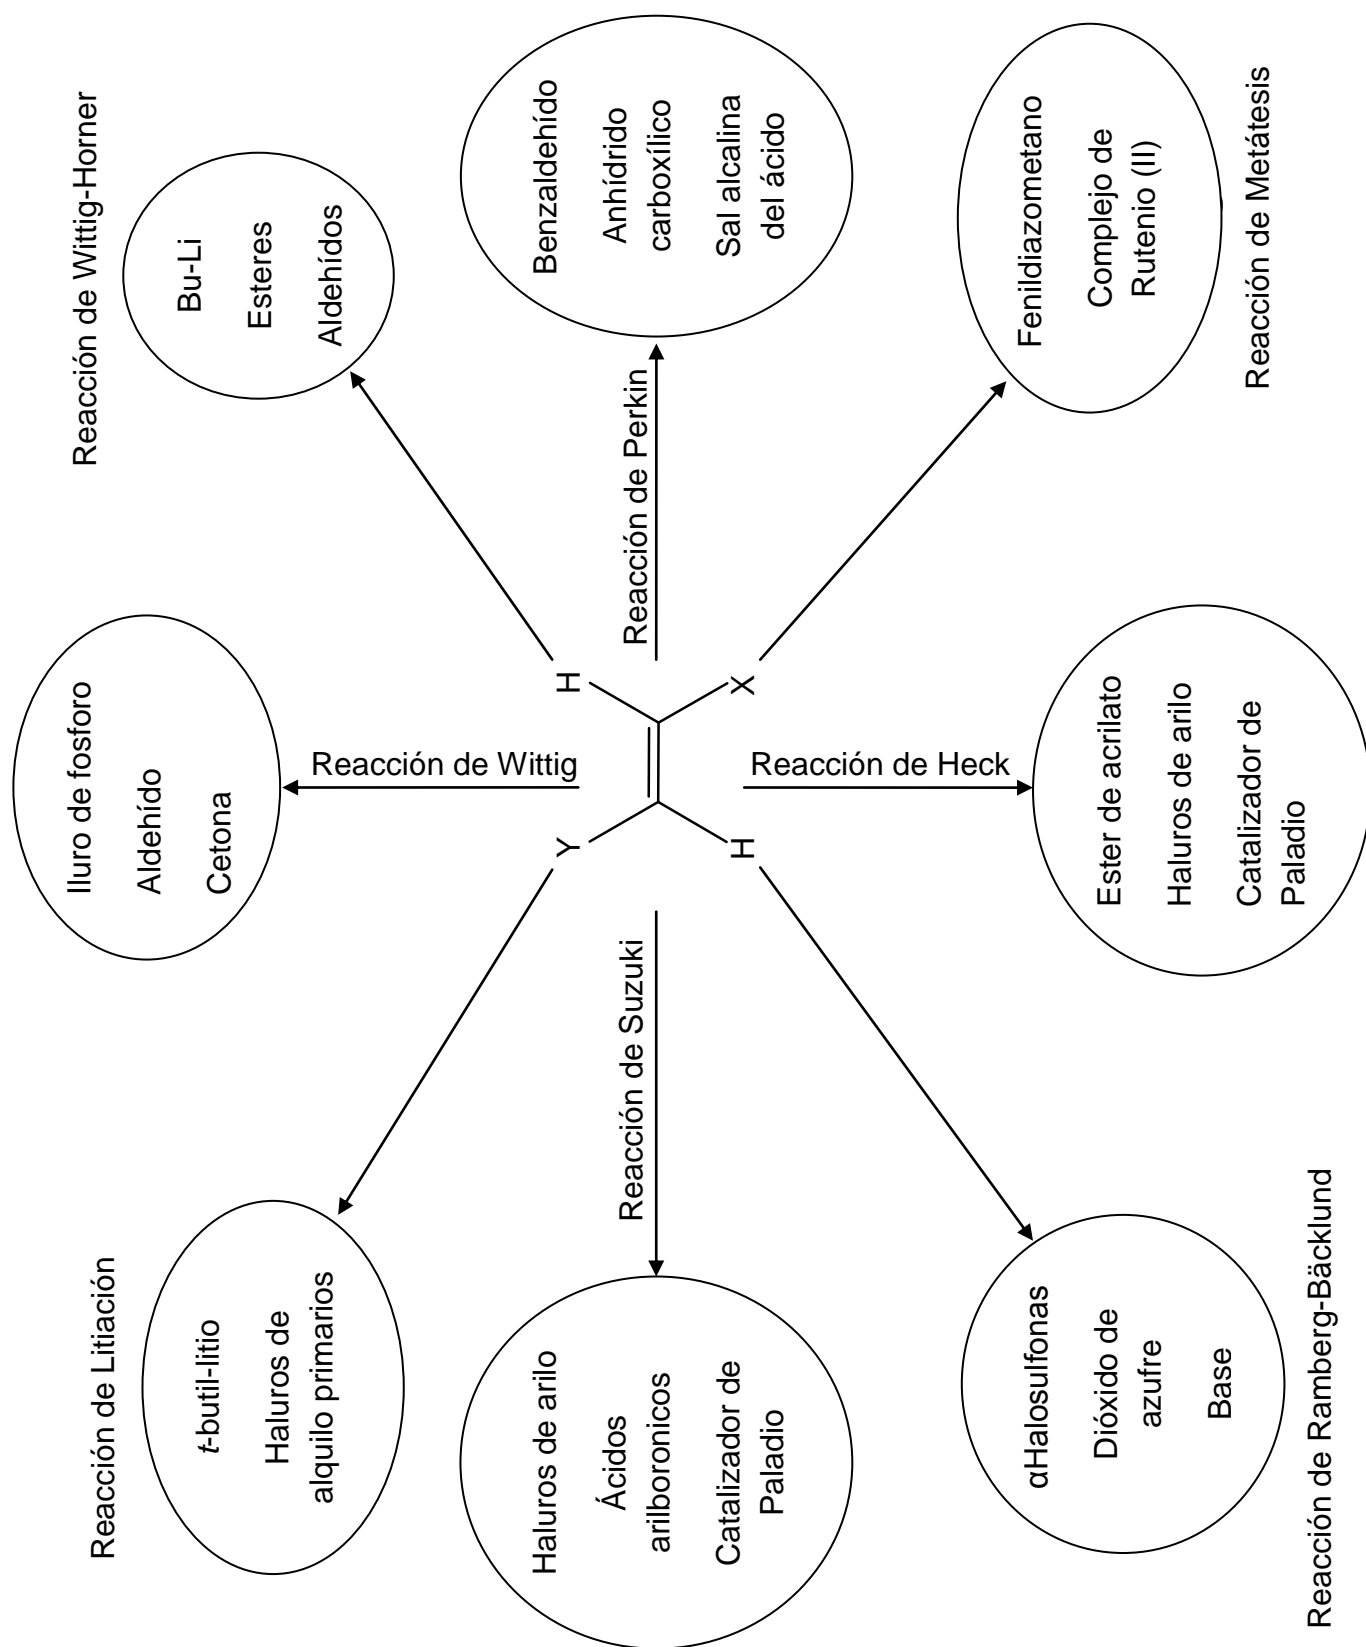 Reacción de Litiación
t-butil-litio
Haluros de
alquilo primarios
Iluro de fosforo
Aldehído
Cetona
Reacción de Wittig
Reacción de Wittig-Horner
Bu-Li
Esteres
Aldehídos
Haluros de arilo
Ácidos
arilboronicos
Catalizador de
Paladio
Reacción de Suzuki
Y
H
H
X
Reacción de Perkin
Benzaldehído
Anhídrido
carboxílico
Sal alcalina
del ácido
αHalosulfonas
Dióxido de
azufre
Base
Reacción de Ramberg-Bäcklund
Reacción de Heck
Ester de acrilato
Haluros de arilo
Catalizador de
Paladio
Fenildiazometano
Complejo de
Rutenio (II)
Reacción de Metátesis